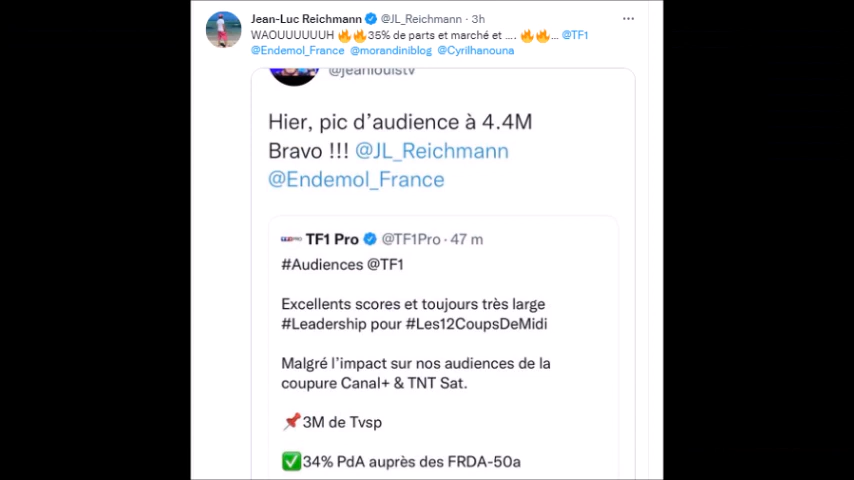 Jean-Luc Reichmann @JL_Reichmann · 3h
WAOUUUUUUH 🔥🔥35% de parts et marché et .... 🔥🔥... @TF1
@Endemol_France @morandiniblog @Cyrilhanouna
@jeanlouistv
Hier, pic d'audience à 4.4M
Bravo !!! @JL_Reichmann
@Endemol_France
TF1 Pro @TF1Pro · 47 m
#Audiences @TF1
Excellents scores et toujours très large
#Leadership pour #Les12CoupsDeMidi
Malgré l'impact sur nos audiences de la
coupure Canal+ & TNT Sat.
📌3M de Tvsp
✅34% PdA auprès des FRDA-50a